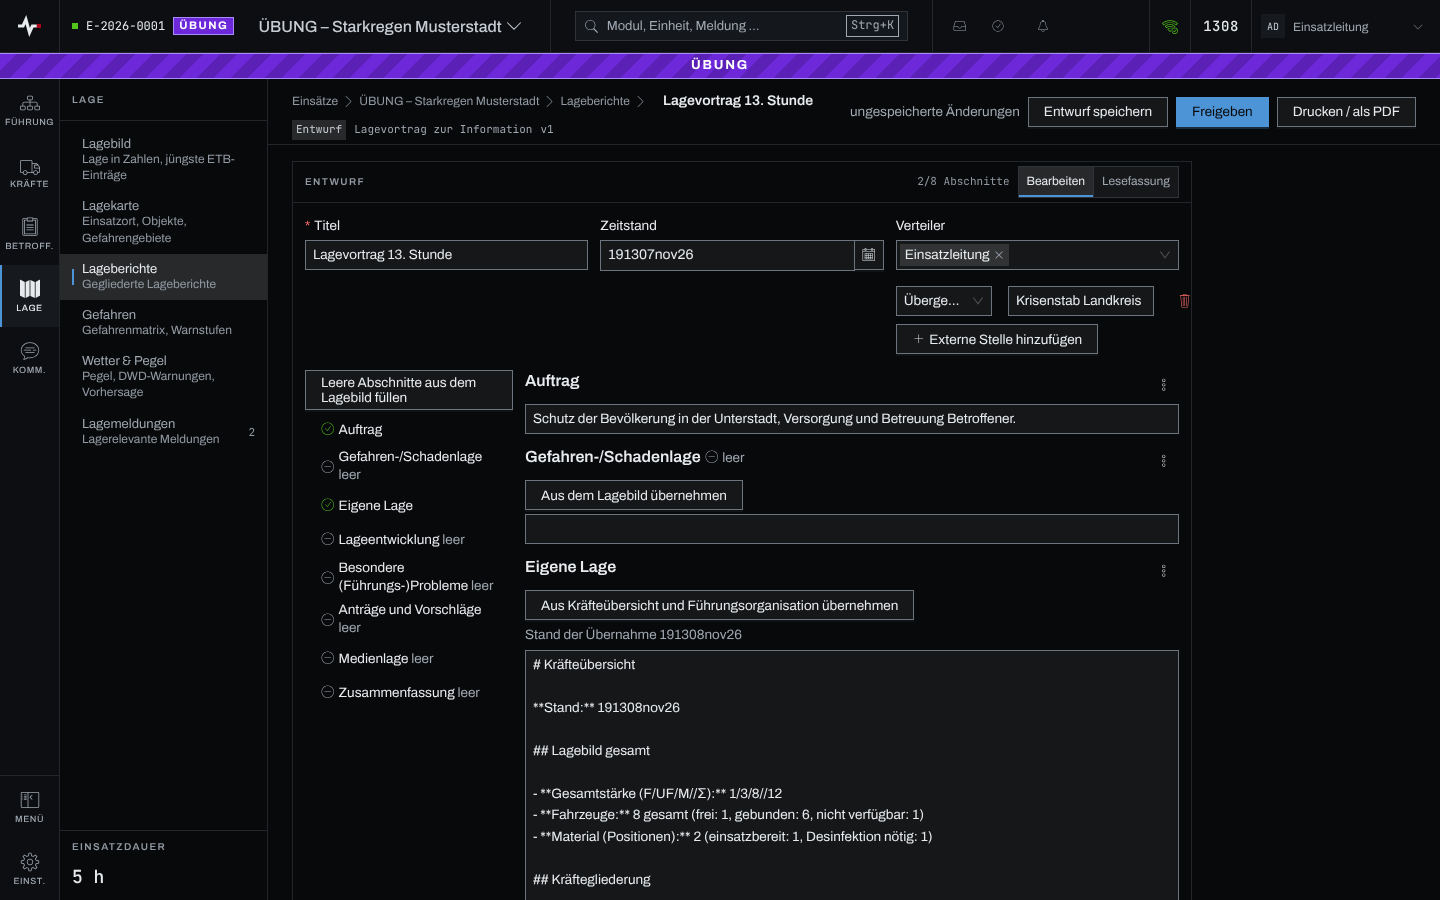 E-2026-0001 ÜBUNG ÜBUNG – Starkregen Musterstadt
Modul, Einheit, Meldung ... Strg+K
1308
AD Einsatzleitung
ÜBUNG
FÜHRUNG
KRÄFTE
BETROFF.
LAGE
KOMM.
MENÜ
EINST.
LAGE
Lagebild
Lage in Zahlen, jüngste ETB-
Einträge
Lagekarte
Einsatzort, Objekte,
Gefahrengebiete
Lageberichte
Gegliederte Lageberichte
Gefahren
Gefahrenmatrix, Warnstufen
Wetter & Pegel
Pegel, DWD-Warnungen,
Vorhersage
Lagemeldungen
Lagerelevante Meldungen 2
EINSATZDAUER
5 h
Einsätze ÜBUNG – Starkregen Musterstadt Lageberichte Lagevortrag 13. Stunde
Entwurf Lagevortrag zur Information v1
ungespeicherte Änderungen Entwurf speichern Freigeben Drucken / als PDF
ENTWURF 2/8 Abschnitte Bearbeiten Lesefassung
* Titel
Lagevortrag 13. Stunde
Zeitstand
191307nov26
Verteiler
Einsatzleitung
Überge... Krisenstab Landkreis
Externe Stelle hinzufügen
Leere Abschnitte aus dem
Lagebild füllen
Auftrag
Gefahren-/Schadenlage
leer
Eigene Lage
Lageentwicklung leer
Besondere
(Führungs-)Probleme leer
Anträge und Vorschläge
leer
Medienlage leer
Zusammenfassung leer
Auftrag
Schutz der Bevölkerung in der Unterstadt, Versorgung und Betreuung Betroffener.
Gefahren-/Schadenlage leer
Aus dem Lagebild übernehmen
Eigene Lage
Aus Kräfteübersicht und Führungsorganisation übernehmen
Stand der Übernahme 191308nov26
# Kräfteübersicht
**Stand:** 191308nov26
## Lagebild gesamt
- **Gesamtstärke (F/UF/M//Σ):** 1/3/8//12
- **Fahrzeuge:** 8 gesamt (frei: 1, gebunden: 6, nicht verfügbar: 1)
- **Material (Positionen):** 2 (einsatzbereit: 1, Desinfektion nötig: 1)
## Kräftegliederung